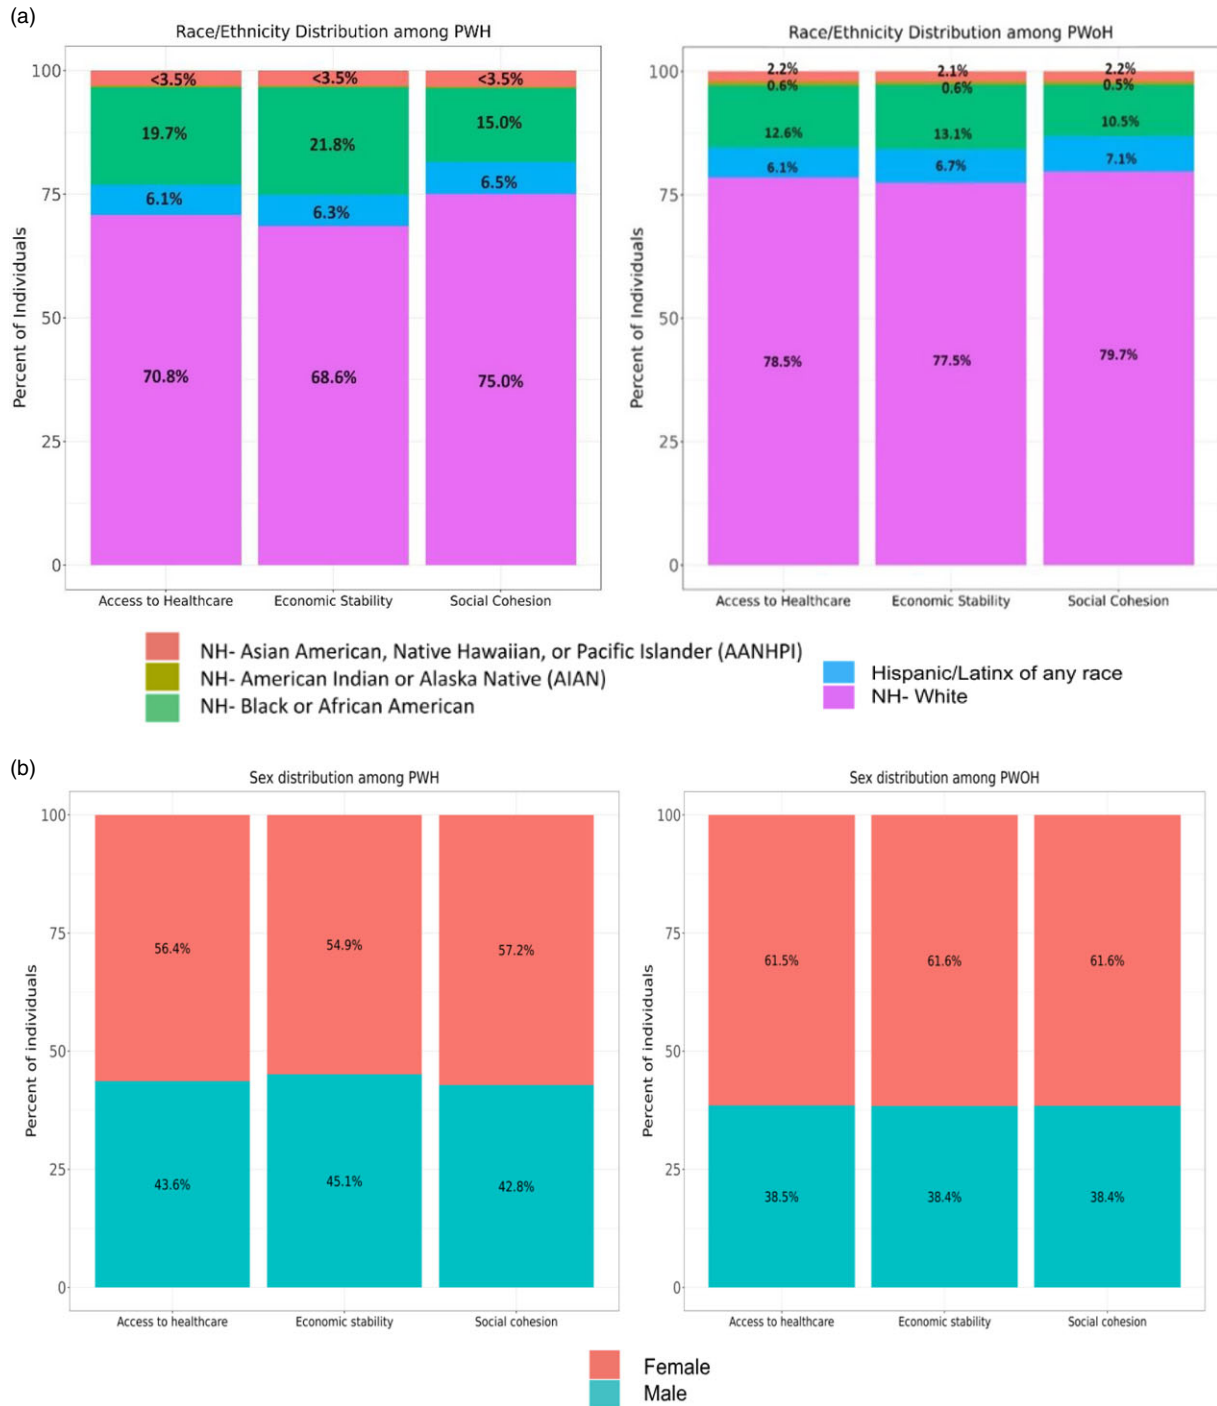 (a)
Race/Ethnicity Distribution among PWH
Percent of Individuals
100
75
50
25
0
<3.5% <3.5% <3.5%
19.7% 21.8% 15.0%
6.1% 6.3% 6.5%
70.8% 68.6% 75.0%
Access to Healthcare Economic Stability Social Cohesion
Race/Ethnicity Distribution among PWoH
Percent of Individuals
100
75
50
25
0
2.2% 2.1% 2.2%
0.6% 0.6% 0.5%
12.6% 13.1% 10.5%
6.1% 6.7% 7.1%
78.5% 77.5% 79.7%
Access to Healthcare Economic Stability Social Cohesion
NH- Asian American, Native Hawaiian, or Pacific Islander (AANHPI)
NH- American Indian or Alaska Native (AIAN)
NH- Black or African American
Hispanic/Latinx of any race
NH- White
(b)
Sex distribution among PWH
Percent of individuals
100
75
50
25
0
56.4% 54.9% 57.2%
43.6% 45.1% 42.8%
Access to healthcare Economic stability Social cohesion
Sex distribution among PWOH
Percent of individuals
100
75
50
25
0
61.5% 61.6% 61.6%
38.5% 38.4% 38.4%
Access to healthcare Economic stability Social cohesion
Female
Male